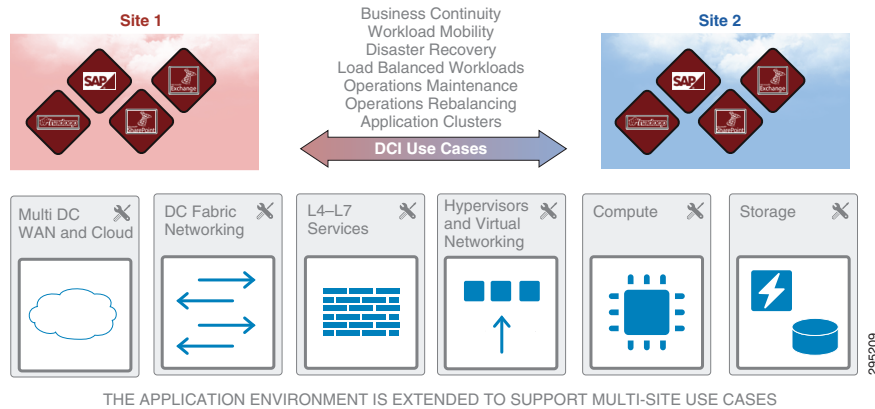 Site 1
Business Continuity
Workload Mobility
Disaster Recovery
Load Balanced Workloads
Operations Maintenance
Operations Rebalancing
Application Clusters
DCI Use Cases
Site 2
SAP
Exchange
SharePoint
SAP
Exchange
SharePoint
Multi DC
WAN and Cloud
DC Fabric
Networking
L4–L7
Services
Hypervisors
and Virtual
Networking
Compute
Storage
295209
THE APPLICATION ENVIRONMENT IS EXTENDED TO SUPPORT MULTI-SITE USE CASES